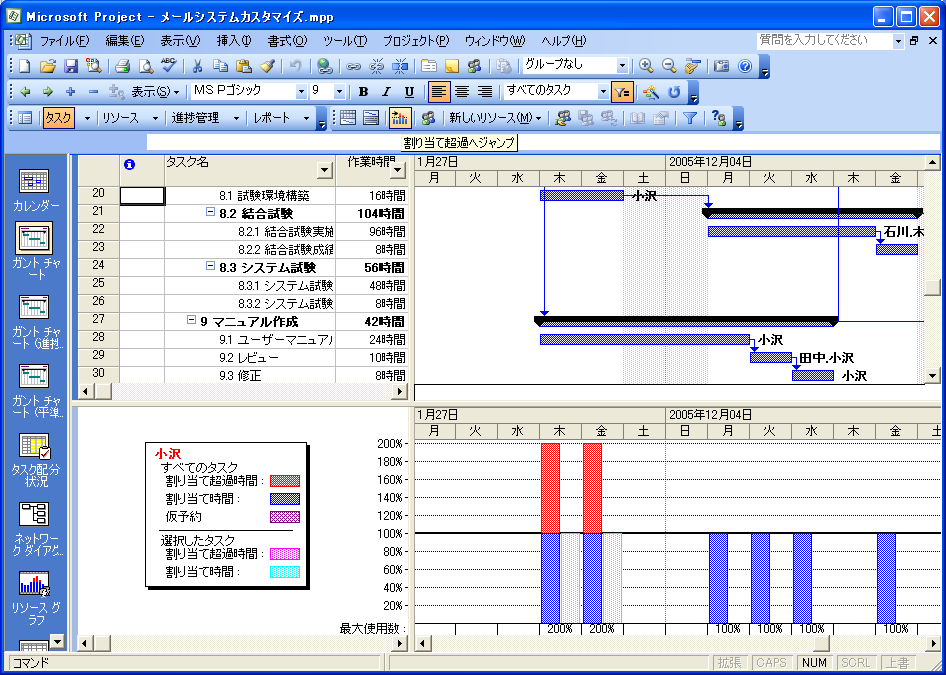 Microsoft Project - メールシステムカスタマイズ.mpp
ファイル(F) 編集(E) 表示(V) 挿入(I) 書式(O) ツール(T) プロジェクト(P) ウィンドウ(W) ヘルプ(H) 質問を入力してください
グループなし
表示(S) MS Pゴシック 9 B I U すべてのタスク
タスク リソース 進捗管理 レポート 新しいリソース(M)
割り当て超過へジャンプ
タスク名 作業時間
1月27日 2005年12月04日
月 火 水 木 金 土 日 月 火 水 木 金
20 8.1 試験環境構築 16時間 小沢
21 8.2 結合試験 104時間
22 8.2.1 結合試験実施 96時間 石川,木
23 8.2.2 結合試験成績 8時間
24 8.3 システム試験 56時間
25 8.3.1 システム試験 48時間
26 8.3.2 システム試験 8時間
27 9 マニュアル作成 42時間
28 9.1 ユーザーマニュアル 24時間 小沢
29 9.2 レビュー 10時間 田中,小沢
30 9.3 修正 8時間 小沢
カレンダー
ガント チャ
ート
ガント チャ
ート (進捗...
ガント チャ
ート (平準...
タスク配分
状況
ネットワー
ク ダイアグ...
リソース グ
ラフ
1月27日 2005年12月04日
月 火 水 木 金 土 日 月 火 水 木 金 土
小沢
すべてのタスク
割り当て超過時間:
割り当て時間:
仮予約
選択したタスク
割り当て超過時間:
割り当て時間:
200%
180%
160%
140%
120%
100%
80%
60%
40%
20%
最大使用数: 200% 200% 100% 100% 100% 100%
コマンド 拡張 CAPS NUM SCRL 上書